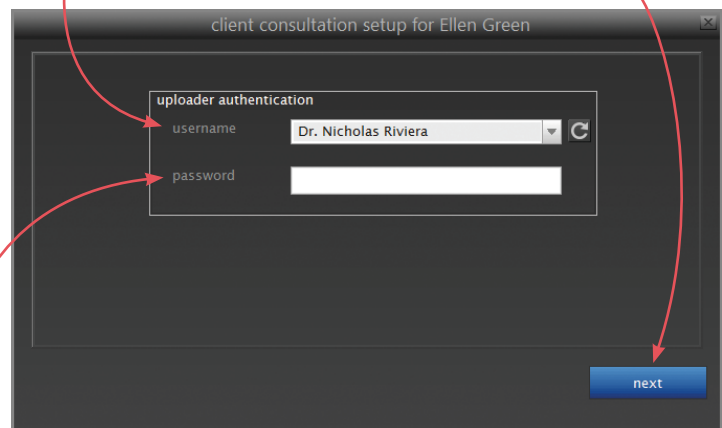 client consultation setup for Ellen Green
uploader authentication
username Dr. Nicholas Riviera
password
next